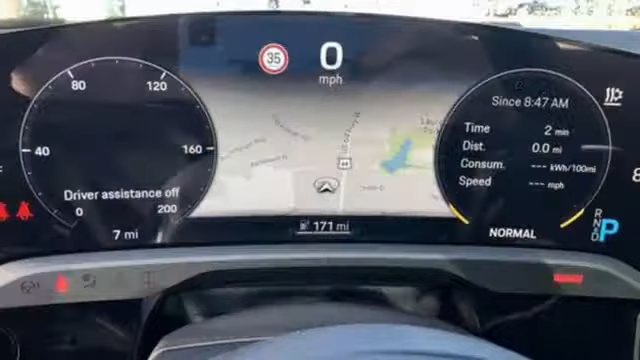 35
0
mph
80
120
40
160
Driver assistance off
0
200
7 mi
171 mi
Since 8:47 AM
Time 2 min
Dist. 0.0 mi
Consum. --- kWh/100mi
Speed --- mph
NORMAL
R
N
D
P
8